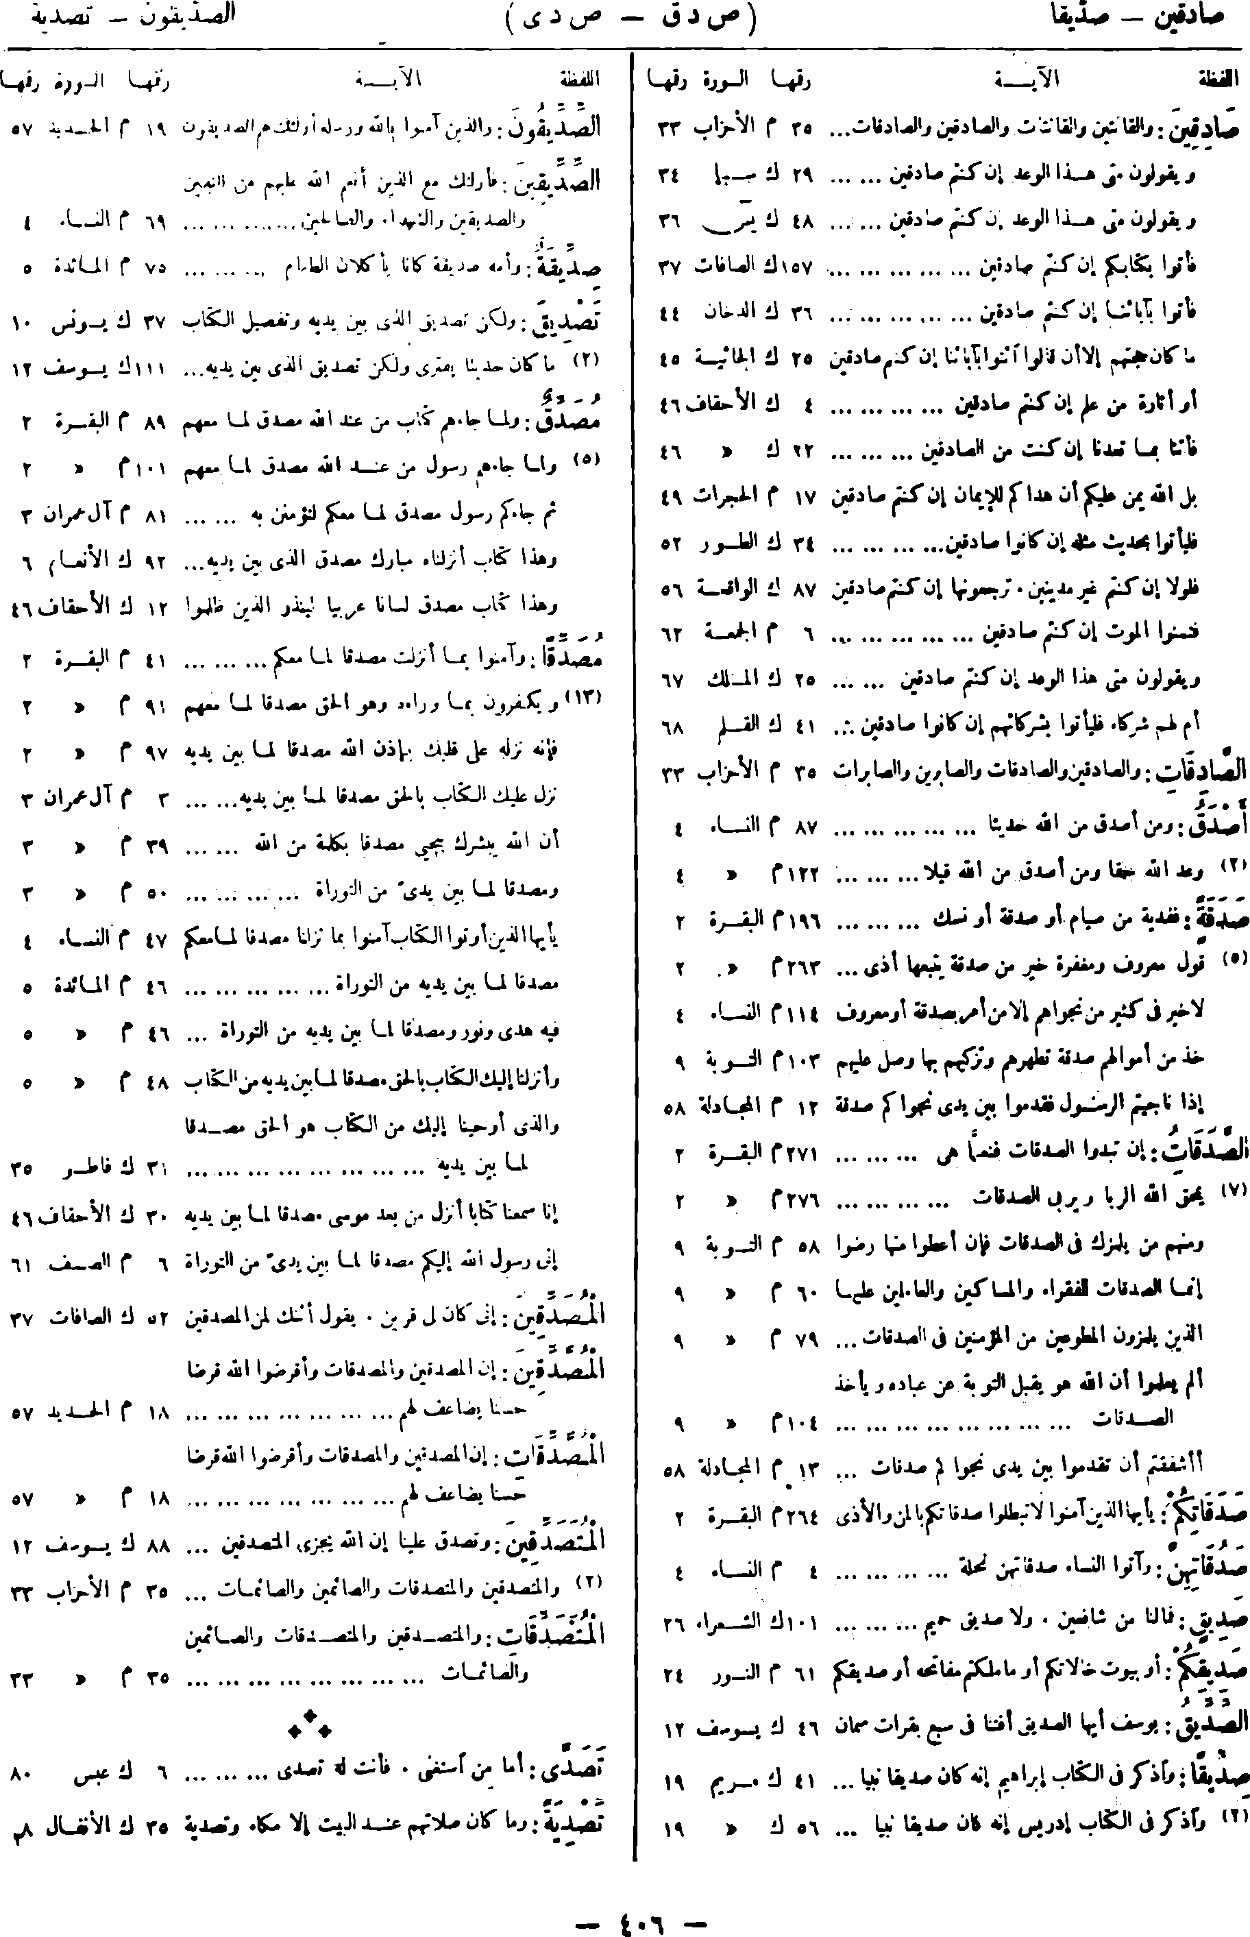 صادقين — صدّيقا
( ص د ق — ص د ى )
الصدّيقون — تصدية
اللفظة الآيــة رقمها السورة رقمها
صَادِقِينَ : والقانتين والقانتات والصادقين والصادقات... ٣٥ م الأحزاب ٣٣
ويقولون متى هذا الوعد إن كنتم صادقين ... ... ٢٩ ك سبأ ٣٤
ويقولون متى هذا الوعد إن كنتم صادقين ... ... ٤٨ ك يس ٣٦
فأتوا بكتابكم إن كنتم صادقين ... ... ... ... ... ١٥٧ك الصافات ٣٧
فأتوا بآبائنا إن كنتم صادقين ... ... ... ... ... ٣٦ ك الدخان ٤٤
ما كان حجتهم إلا أن قالوا آئتوا بآبائنا إن كنتم صادقين ٢٥ ك الجاثية ٤٥
أو أثارة من علم إن كنتم صادقين ... ... ... ... ٤ ك الأحقاف ٤٦
فأتنا بما تعدنا إن كنت من الصادقين ... ... ... ٢٢ ك » ٤٦
بل الله يمن عليكم أن هداكم للإيمان إن كنتم صادقين ١٧ م الحجرات ٤٩
فليأتوا بحديث مثله إن كانوا صادقين... ... ... ... ٣٤ ك الطور ٥٢
فلولا إن كنتم غير مدينين . ترجعونها إن كنتم صادقين ٨٧ ك الواقعة ٥٦
فتمنوا الموت إن كنتم صادقين ... ... ... ... ... ٦ م الجمعة ٦٢
ويقولون متى هذا الوعد إن كنتم صادقين ... ... ٢٥ ك الملك ٦٧
أم لهم شركاء فليأتوا بشركائهم إن كانوا صادقين ... ٤١ ك القلم ٦٨
الصَّادِقَاتِ : والصادقين والصادقات والصابرين والصابرات ٣٥ م الأحزاب ٣٣
أَصْدَقُ : ومن أصدق من الله حديثا ... ... ... ... ... ٨٧ م النساء ٤
(٢) وعد الله حقا ومن أصدق من الله قيلا... ... ... ١٢٢م » ٤
صَدَقَةٍ : ففدية من صيام أو صدقة أو نسك ... ... ... ١٩٦م البقرة ٢
(٥) قول معروف ومغفرة خير من صدقة يتبعها أذى ... ٢٦٣م » ٢
لا خير فى كثير من نجواهم إلا من أمر بصدقة أو معروف ١١٤م النساء ٤
خذ من أموالهم صدقة تطهرهم وتزكيهم بها وصل عليهم ١٠٣م التوبة ٩
إذا ناجيتم الرسول فقدموا بين يدى نجواكم صدقة ١٢ م المجادلة ٥٨
الصَّدَقَاتِ : إن تبدوا الصدقات فنعمّا هى ... ... ... ٢٧١م البقرة ٢
(٧) يمحق الله الربا ويربى الصدقات ... ... ... ... ٢٧٦م » ٢
ومنهم من يلمزك فى الصدقات فإن أعطوا منها رضوا ٥٨ م التوبة ٩
إنما الصدقات للفقراء والمساكين والعاملين عليها ٦٠ م » ٩
الذين يلمزون المطوعين من المؤمنين فى الصدقات ... ٧٩ م » ٩
ألم يعلموا أن الله هو يقبل التوبة عن عباده ويأخذ
الصدقات ... ... ... ... ... ... ... ... ١٠٤م » ٩
أأشفقتم أن تقدموا بين يدى نجواكم صدقات ... ١٣ م المجادلة ٥٨
صَدَقَاتِكُمْ : يأيها الذين آمنوا لا تبطلوا صدقاتكم بالمن والأذى ٢٦٤م البقرة ٢
صَدُقَاتِهِنَّ : وآتوا النساء صدقاتهن نحلة ... ... ... ... ٤ م النساء ٤
صَدِيقٍ : فمالنا من شافعين . ولا صديق حميم ... ... ... ١٠١ك الشعراء ٢٦
صَدِيقِكُمْ : أو بيوت خالاتكم أو ما ملكتم مفاتحه أو صديقكم ٦١ م النور ٢٤
الصِّدِّيقُ : يوسف أيها الصديق أفتنا فى سبع بقرات سمان ٤٦ ك يوسف ١٢
صِدِّيقًا : وآذكر فى الكتاب إبراهيم إنه كان صديقا نبيا ... ٤١ ك مريم ١٩
(٢) وآذكر فى الكتاب إدريس إنه كان صديقا نبيا ... ٥٦ ك » ١٩
اللفظة الآيــة رقمها السورة رقمها
الصِّدِّيقُونَ : والذين آمنوا بالله ورسله أولئك هم الصديقون ١٩ م الحديد ٥٧
الصِّدِّيقِينَ : فأولئك مع الذين أنعم الله عليهم من النبيين
والصديقين والشهداء والصالحين ... ... ... ... ٦٩ م النساء ٤
صِدِّيقَةٌ : وأمه صديقة كانا يأكلان الطعام ... ... ... ٧٥ م المائدة ٥
تَصْدِيقَ : ولكن تصديق الذى بين يديه وتفصيل الكتاب ٣٧ ك يونس ١٠
(٢) ما كان حديثا يفترى ولكن تصديق الذى بين يديه... ١١١ك يوسف ١٢
مُصَدِّقٌ : ولما جاءهم كتاب من عند الله مصدق لما معهم ٨٩ م البقرة ٢
(٥) ولما جاءهم رسول من عند الله مصدق لما معهم ١٠١م » ٢
ثم جاءكم رسول مصدق لما معكم لتؤمنن به ... ... ٨١ م آل عمران ٣
وهذا كتاب أنزلناه مبارك مصدق الذى بين يديه... ٩٢ ك الأنعام ٦
وهذا كتاب مصدق لسانا عربيا لينذر الذين ظلموا ١٢ ك الأحقاف ٤٦
مُصَدِّقًا : وآمنوا بما أنزلت مصدقا لما معكم ... ... ... ٤١ م البقرة ٢
(١٣) ويكفرون بما وراءه وهو الحق مصدقا لما معهم ٩١ م » ٢
فإنه نزله على قلبك بإذن الله مصدقا لما بين يديه ٩٧ م » ٢
نزل عليك الكتاب بالحق مصدقا لما بين يديه... ... ٣ م آل عمران ٣
أن الله يبشرك بيحيى مصدقا بكلمة من الله ... ... ٣٩ م » ٣
ومصدقا لما بين يدىّ من التوراة ... ... ... ... ٥٠ م » ٣
يأيها الذين أوتوا الكتاب آمنوا بما نزلنا مصدقا لما معكم ٤٧ م النساء ٤
مصدقا لما بين يديه من التوراة ... ... ... ... ... ٤٦ م المائدة ٥
فيه هدى ونور ومصدقا لما بين يديه من التوراة ... ٤٦ م » ٥
وأنزلنا إليك الكتاب بالحق مصدقا لما بين يديه من الكتاب ٤٨ م » ٥
والذى أوحينا إليك من الكتاب هو الحق مصدقا
لما بين يديه ... ... ... ... ... ... ... ... ٣١ ك فاطر ٣٥
إنا سمعنا كتابا أنزل من بعد موسى مصدقا لما بين يديه ٣٠ ك الأحقاف ٤٦
إنى رسول الله إليكم مصدقا لما بين يدىّ من التوراة ٦ م الصف ٦١
الْمُصَدِّقِينَ : إنى كان لى قرين . يقول أئنك لمن المصدقين ٥٢ ك الصافات ٣٧
الْمُصَّدِّقِينَ : إن المصدقين والمصدقات وأقرضوا الله قرضا
حسنا يضاعف لهم ... ... ... ... ... ... ... ١٨ م الحديد ٥٧
الْمُصَّدِّقَاتِ : إن المصدقين والمصدقات وأقرضوا الله قرضا
حسنا يضاعف لهم ... ... ... ... ... ... ... ١٨ م » ٥٧
الْمُتَصَدِّقِينَ : وتصدق علينا إن الله يجزى المتصدقين ... ٨٨ ك يوسف ١٢
(٢) والمتصدقين والمتصدقات والصائمين والصائمات ... ٣٥ م الأحزاب ٣٣
الْمُتَصَدِّقَاتِ : والمتصدقين والمتصدقات والصائمين
والصائمات ... ... ... ... ... ... ... ... ٣٥ م » ٣٣
تَصَدَّى : أما من آستغنى . فأنت له تصدى ... ... ... ٦ ك عبس ٨٠
تَصْدِيَةً : وما كان صلاتهم عند البيت إلا مكاء وتصدية ٣٥ ك الأنفال ٨
— ٤٠٦ —